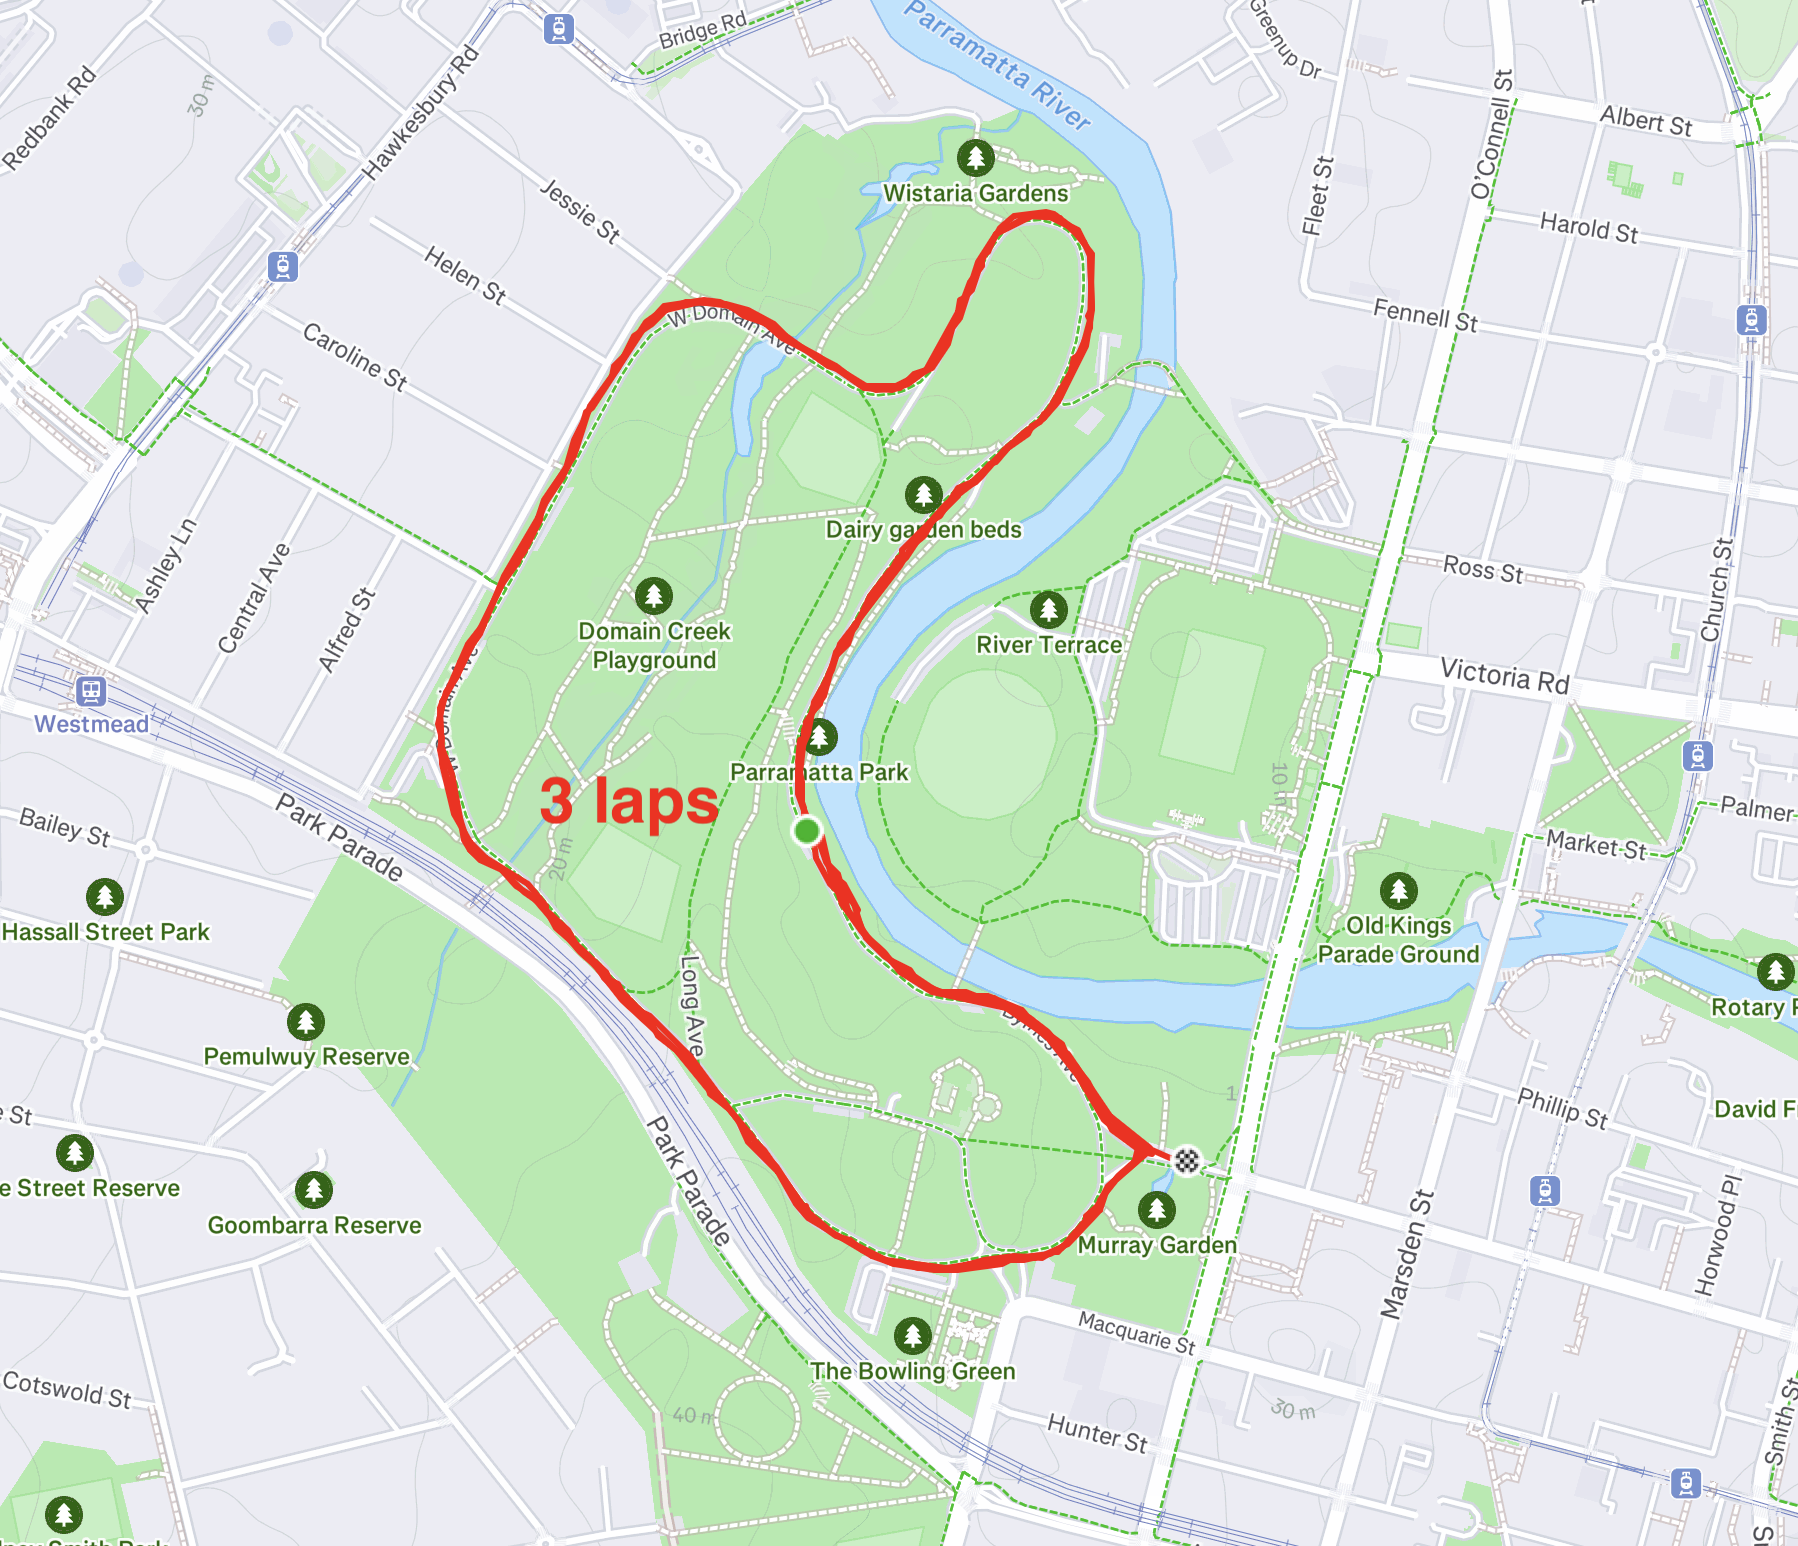 Parramatta River
Bridge Rd
Greenup Dr
Redbank Rd
30 m
Hawkesbury Rd
O'Connell St
Albert St
Wistaria Gardens
Fleet St
Jessie St
Harold St
Helen St
Fennell St
W Domain Ave
Caroline St
Dairy garden beds
Ashley Ln
Central Ave
Alfred St
Ross St
Church St
Domain Creek
Playground
River Terrace
Victoria Rd
W Domain Ave
Westmead
Parramatta Park
10 m
3 laps
Park Parade
Bailey St
Palmer
Market St
20 m
Hassall Street Park
Old Kings
Parade Ground
Long Ave
Rotary P
Byrnes Ave
Pemulwuy Reserve
1
Phillip St
David F
e St
Park Parade
e Street Reserve
Goombarra Reserve
Murray Garden
Marsden St
Horwood Pl
Macquarie St
The Bowling Green
Cotswold St
40 m
30 m
Hunter St
Smith St